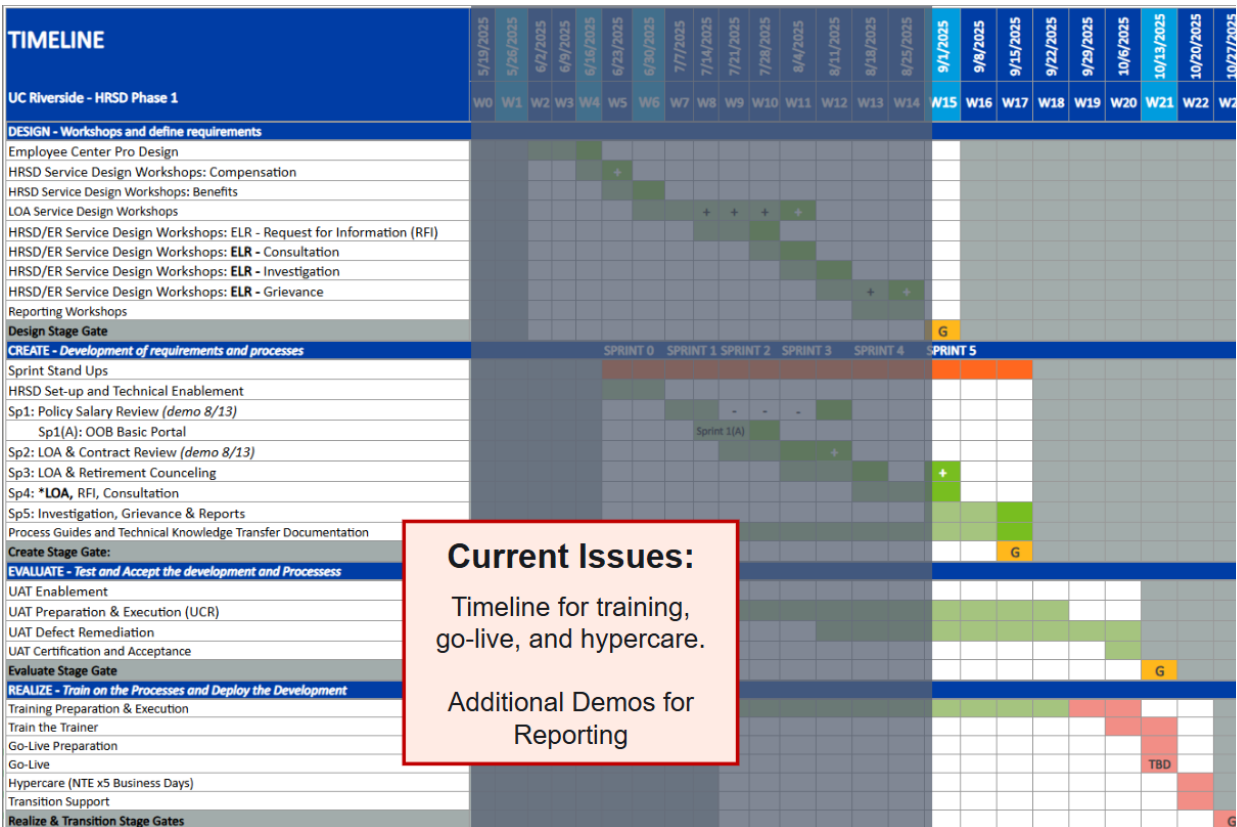 TIMELINE
5/19/2025 5/26/2025 6/2/2025 6/9/2025 6/16/2025 6/23/2025 6/30/2025 7/7/2025 7/14/2025 7/21/2025 7/28/2025 8/4/2025 8/11/2025 8/18/2025 8/25/2025 9/1/2025 9/8/2025 9/15/2025 9/22/2025 9/29/2025 10/6/2025 10/13/2025 10/20/2025 10/27/2025
UC Riverside - HRSD Phase 1
W0 W1 W2 W3 W4 W5 W6 W7 W8 W9 W10 W11 W12 W13 W14 W15 W16 W17 W18 W19 W20 W21 W22 W2
DESIGN - Workshops and define requirements
Employee Center Pro Design
HRSD Service Design Workshops: Compensation +
HRSD Service Design Workshops: Benefits
LOA Service Design Workshops + + + +
HRSD/ER Service Design Workshops: ELR - Request for Information (RFI)
HRSD/ER Service Design Workshops: ELR - Consultation
HRSD/ER Service Design Workshops: ELR - Investigation
HRSD/ER Service Design Workshops: ELR - Grievance + +
Reporting Workshops
Design Stage Gate G
CREATE - Development of requirements and processes SPRINT 0 SPRINT 1 SPRINT 2 SPRINT 3 SPRINT 4 SPRINT 5
Sprint Stand Ups
HRSD Set-up and Technical Enablement
Sp1: Policy Salary Review (demo 8/13) - - -
Sp1(A): OOB Basic Portal Sprint 1(A)
Sp2: LOA & Contract Review (demo 8/13) +
Sp3: LOA & Retirement Counceling +
Sp4: *LOA, RFI, Consultation
Sp5: Investigation, Grievance & Reports
Process Guides and Technical Knowledge Transfer Documentation
Create Stage Gate: G
EVALUATE - Test and Accept the development and Processess
UAT Enablement
UAT Preparation & Execution (UCR)
UAT Defect Remediation
UAT Certification and Acceptance
Evaluate Stage Gate G
REALIZE - Train on the Processes and Deploy the Development
Training Preparation & Execution
Train the Trainer
Go-Live Preparation
Go-Live TBD
Hypercare (NTE x5 Business Days)
Transition Support
Realize & Transition Stage Gates G
Current Issues:
Timeline for training,
go-live, and hypercare.
Additional Demos for
Reporting